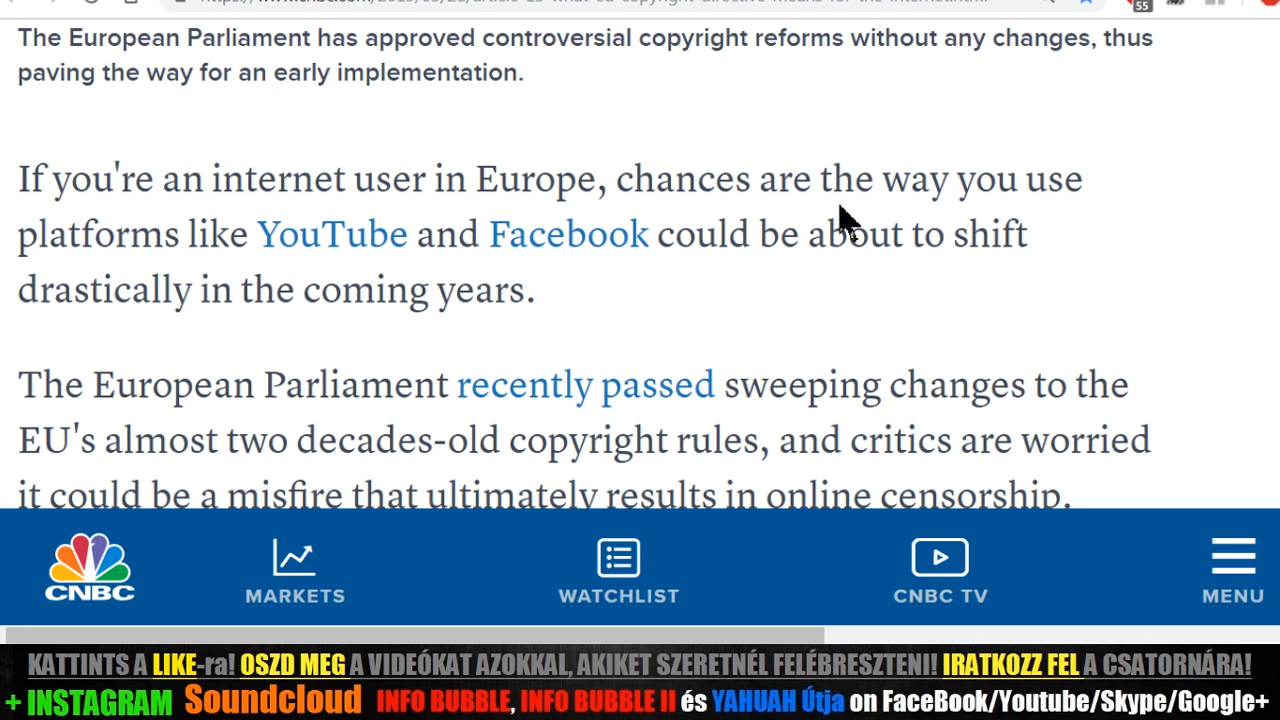 The European Parliament has approved controversial copyright reforms without any changes, thus
paving the way for an early implementation.
If you're an internet user in Europe, chances are the way you use
platforms like YouTube and Facebook could be about to shift
drastically in the coming years.
The European Parliament recently passed sweeping changes to the
EU's almost two decades-old copyright rules, and critics are worried
it could be a misfire that ultimately results in online censorship.
CNBC
MARKETS
WATCHLIST
CNBC TV
MENU
55
KATTINTS A LIKE-ra! OSZD MEG A VIDEÓKAT AZOKKAL, AKIKET SZERETNÉL FELÉBRESZTENI! IRATKOZZ FEL A CSATORNÁRA!
+ INSTAGRAM Soundcloud INFO BUBBLE, INFO BUBBLE II és YAHUAH Útja on FaceBook/Youtube/Skype/Google+